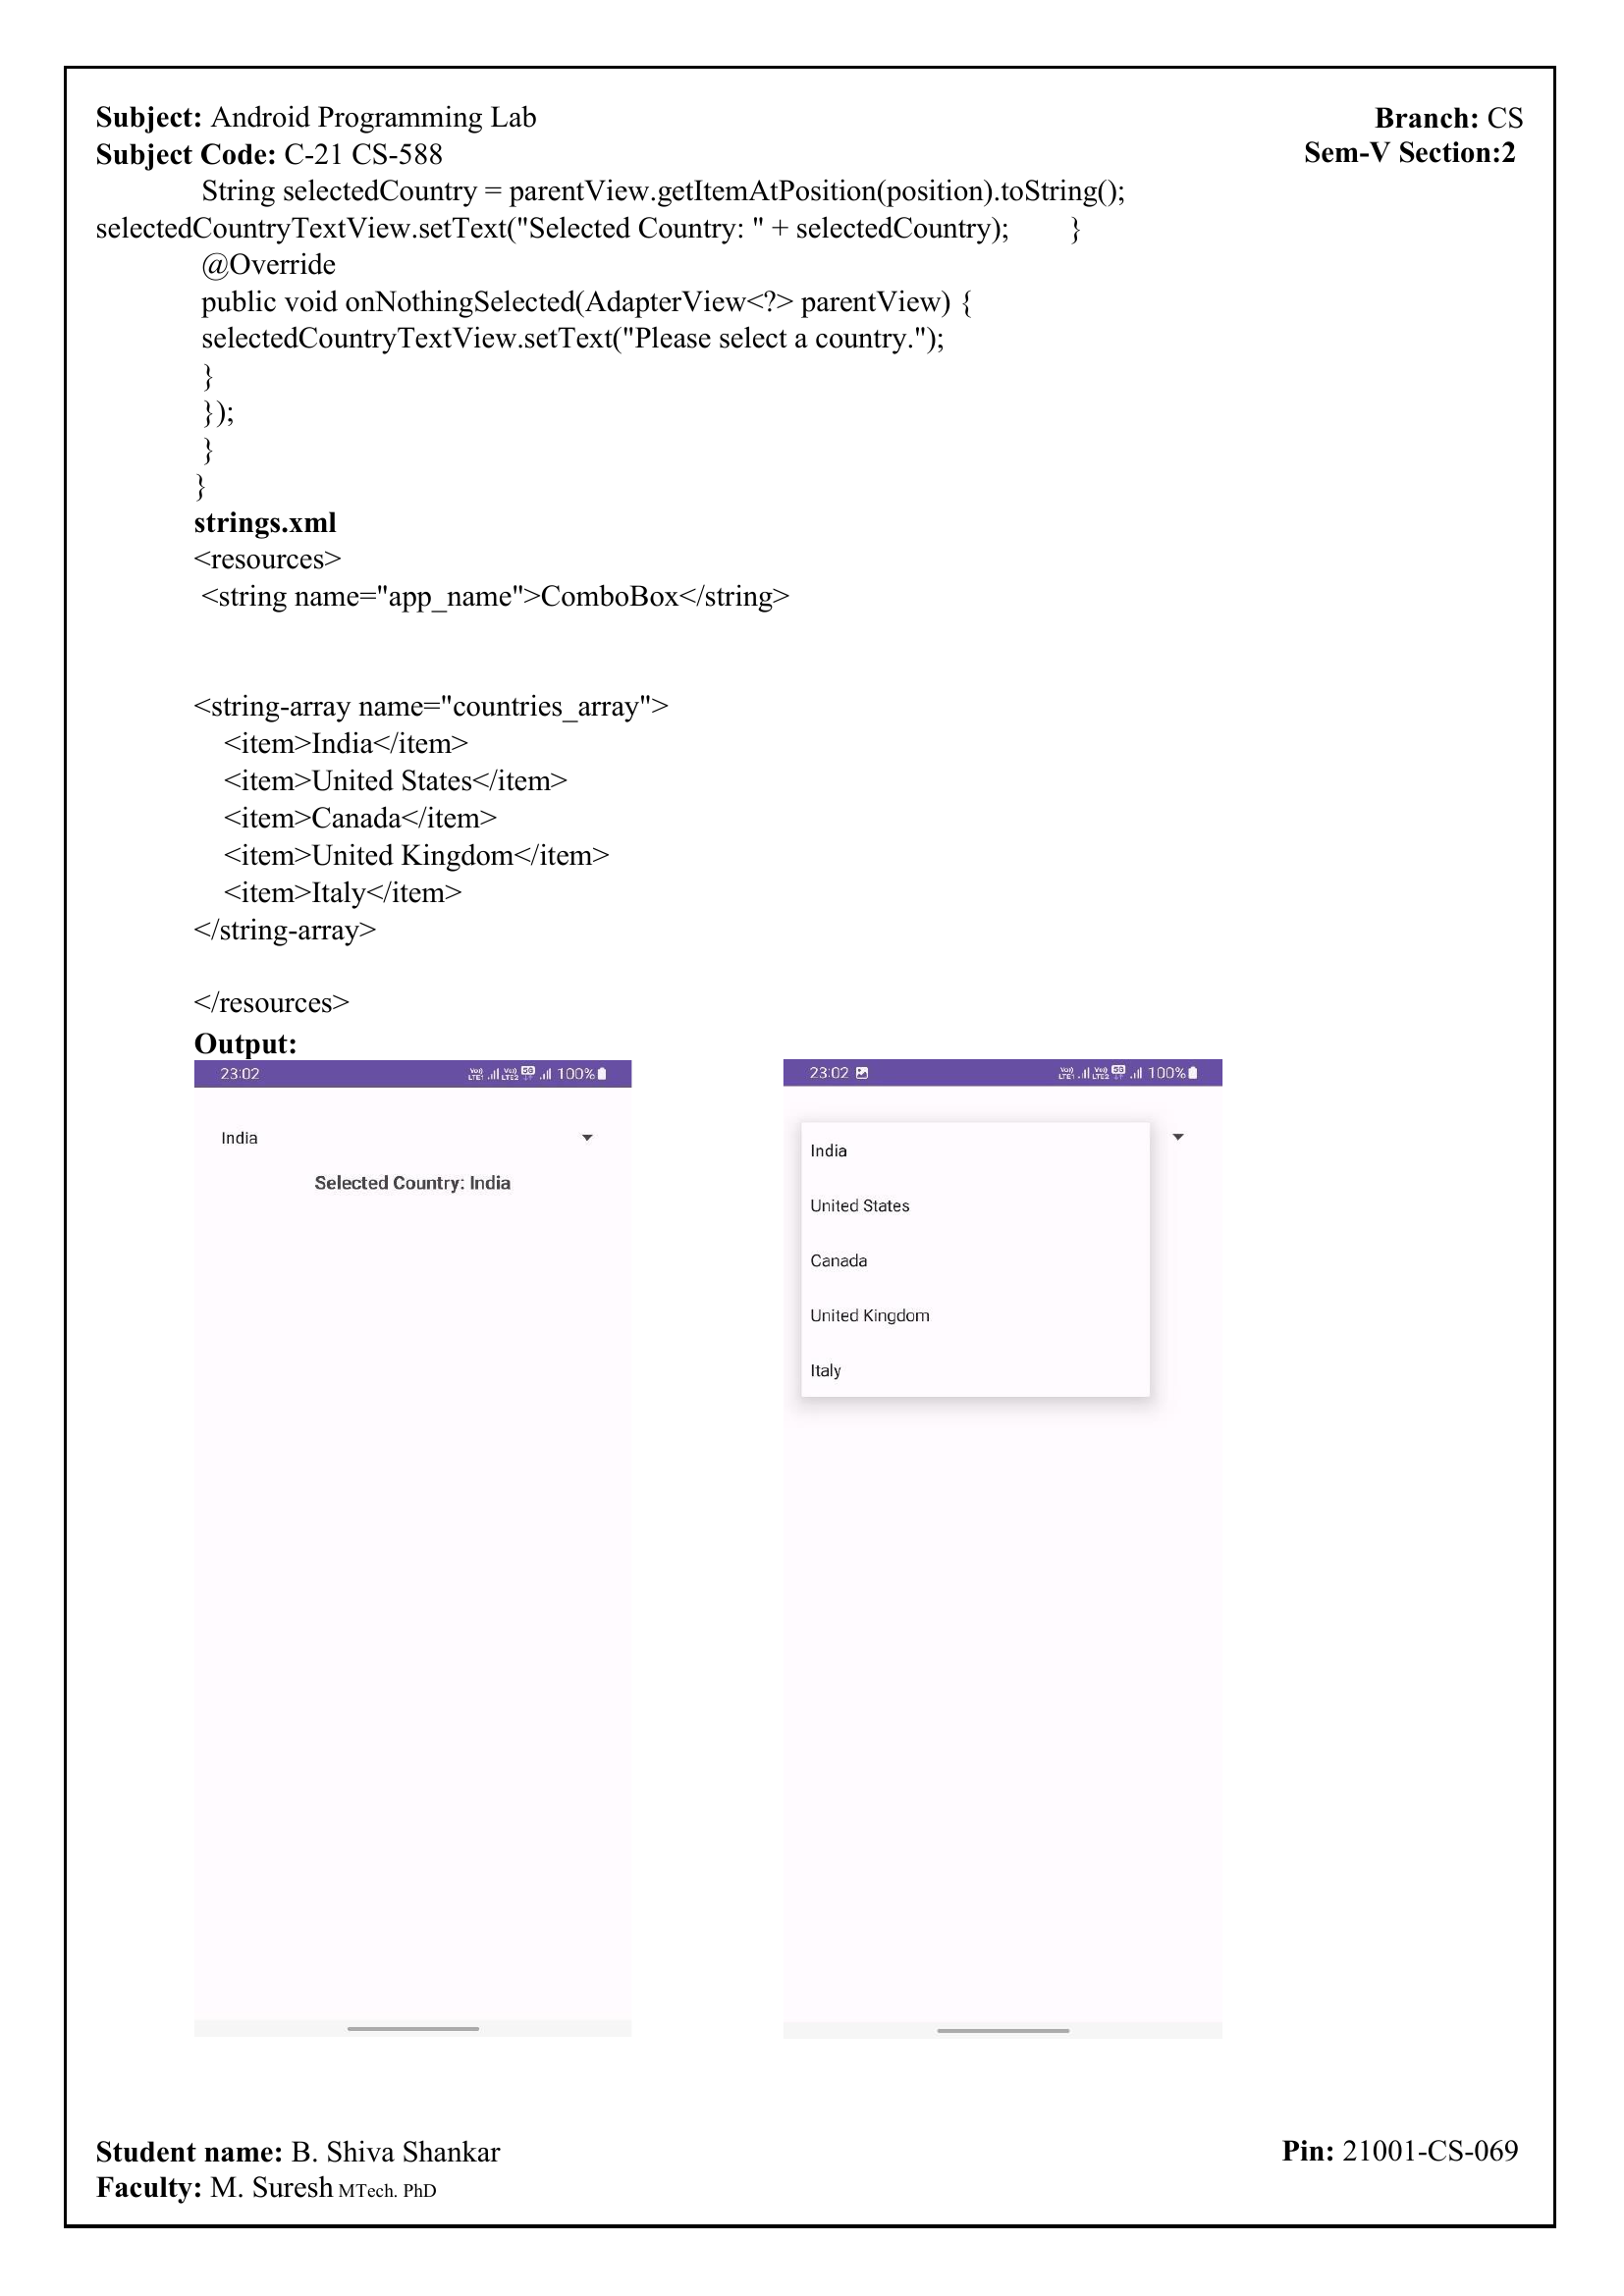 Subject: Android Programming Lab
Branch: CS
Subject Code: C-21 CS-588
Sem-V Section:2
String selectedCountry = parentView.getItemAtPosition(position).toString();
selectedCountryTextView.setText("Selected Country: " + selectedCountry);        }
@Override
public void onNothingSelected(AdapterView<?> parentView) {
selectedCountryTextView.setText("Please select a country.");
}
});
}
}
strings.xml
<resources>
<string name="app_name">ComboBox</string>
<string-array name="countries_array">
<item>India</item>
<item>United States</item>
<item>Canada</item>
<item>United Kingdom</item>
<item>Italy</item>
</string-array>
</resources>
Output:
23:02 100%
India
Selected Country: India
23:02 100%
India
United States
Canada
United Kingdom
Italy
Student name: B. Shiva Shankar
Pin: 21001-CS-069
Faculty: M. Suresh MTech. PhD